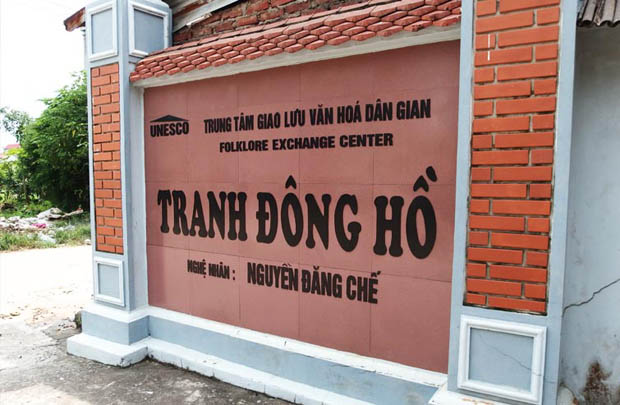 UNESCO
TRUNG TÂM GIAO LƯU VĂN HOÁ DÂN GIAN
FOLKLORE EXCHANGE CENTER
TRANH ĐÔNG HỒ
NGHỆ NHÂN : NGUYỄN ĐĂNG CHẾ